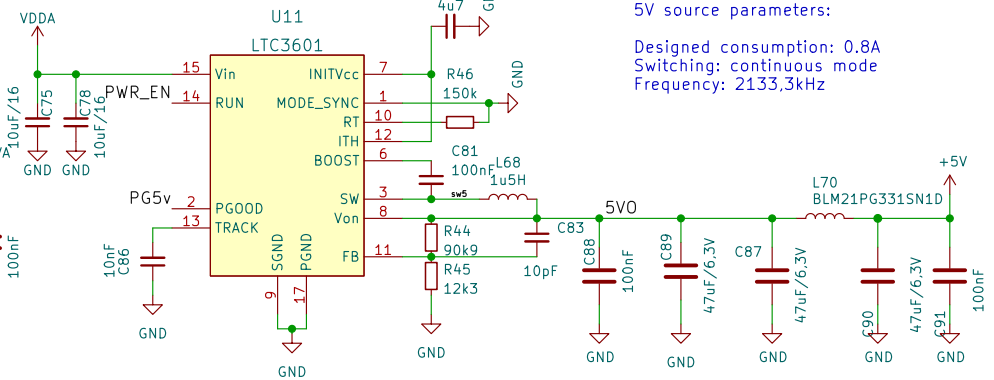 5V source parameters:
Designed consumption: 0.8A
Switching: continuous mode
Frequency: 2133,3kHz
VDDA
U11
LTC3601
4u7
15
Vin
INITVcc
7
R46
150k
GND
C75
10uF/16
C78
10uF/16
PWR_EN
14
RUN
MODE_SYNC
1
RT
10
ITH
12
BOOST
6
C81
100nF
GND
GND
L68
1u5H
SW
3
sw5
PG5v
2
PGOOD
13
TRACK
Von
8
5VO
L70
BLM21PG331SN1D
+5V
R44
90k9
C83
10pF
FB
11
R45
12k3
SGND
PGND
9
17
100nF
10nF
C86
C88
100nF
C89
47uF/6,3V
C87
47uF/6,3V
C90
47uF/6,3V
C91
100nF
GND
GND
GND
GND
GND
GND
GND
GND